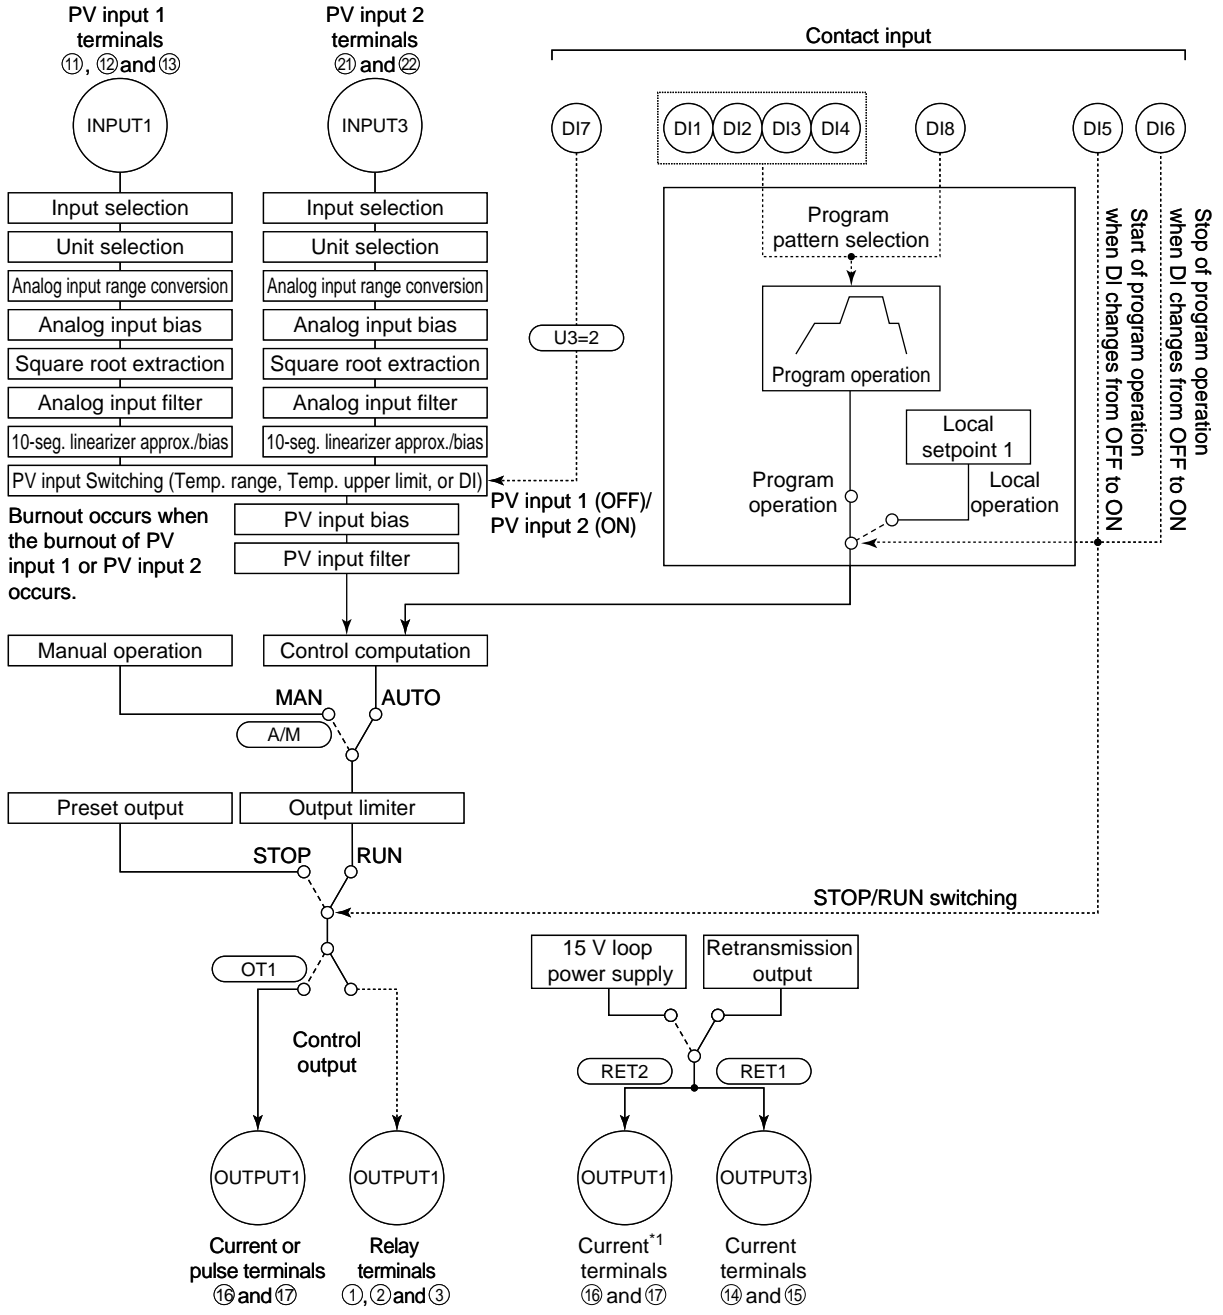 PV input 1
terminals
⑪, ⑫ and ⑬
INPUT1
PV input 2
terminals
㉑ and ㉒
INPUT3
Contact input
DI7
DI1
DI2
DI3
DI4
DI8
DI5
DI6
Input selection
Unit selection
Analog input range conversion
Analog input bias
Square root extraction
Analog input filter
10-seg. linearizer approx./bias
Input selection
Unit selection
Analog input range conversion
Analog input bias
Square root extraction
Analog input filter
10-seg. linearizer approx./bias
PV input Switching (Temp. range, Temp. upper limit, or DI)
U3=2
PV input 1 (OFF)/
PV input 2 (ON)
Burnout occurs when
the burnout of PV
input 1 or PV input 2
occurs.
PV input bias
PV input filter
Program
pattern selection
Program operation
Local
setpoint 1
Program
operation
Local
operation
Start of program operation
when DI changes from OFF to ON
Stop of program operation
when DI changes from OFF to ON
Manual operation
Control computation
MAN
AUTO
A/M
Preset output
Output limiter
STOP
RUN
STOP/RUN switching
OT1
Control
output
15 V loop
power supply
Retransmission
output
RET2
RET1
OUTPUT1
OUTPUT1
OUTPUT1
OUTPUT3
Current or
pulse terminals
⑯ and ⑰
Relay
terminals
①, ② and ③
Current*1
terminals
⑯ and ⑰
Current
terminals
⑭ and ⑮